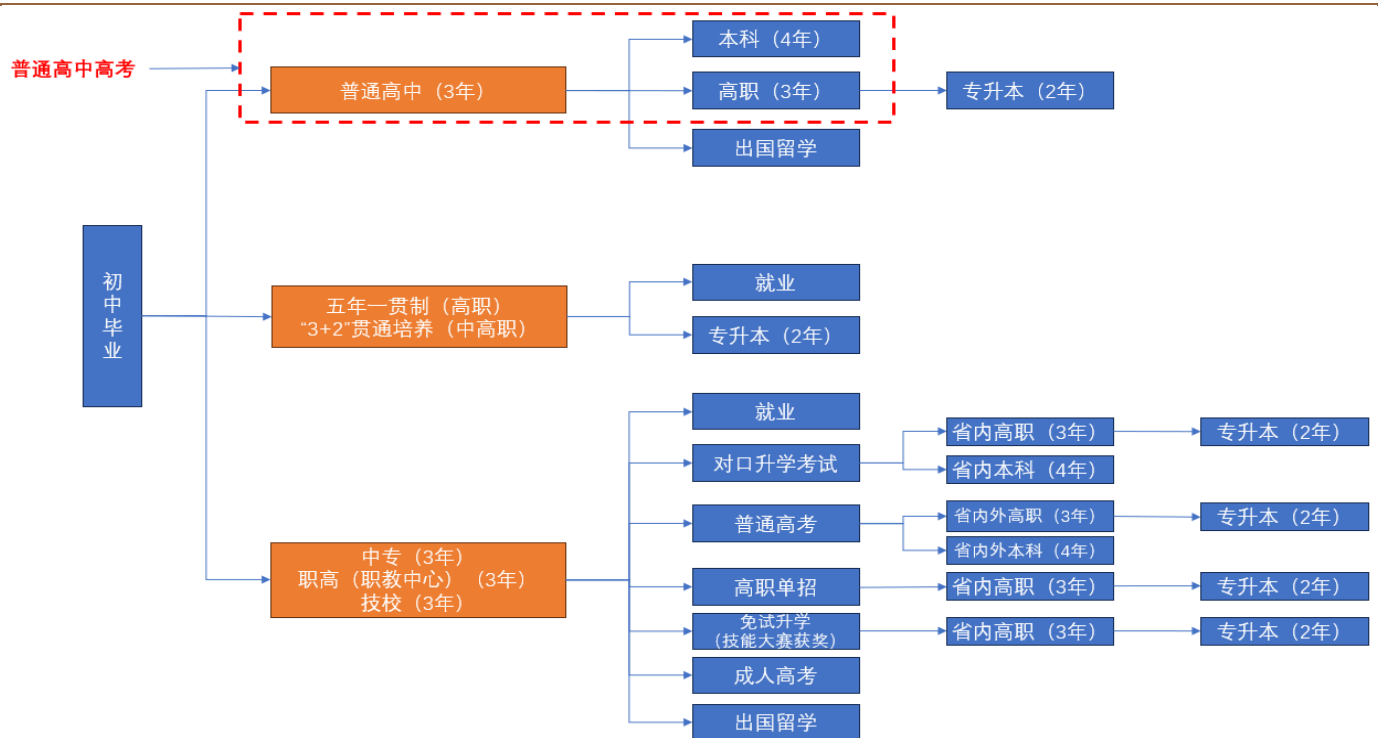 普通高中高考
普通高中（3年）
本科（4年）
高职（3年）
专升本（2年）
出国留学
初
中
毕
业
五年一贯制（高职）
“3+2”贯通培养（中高职）
就业
专升本（2年）
中专（3年）
职高（职教中心）（3年）
技校（3年）
就业
对口升学考试
省内高职（3年）
专升本（2年）
省内本科（4年）
普通高考
省内外高职（3年）
专升本（2年）
省内外本科（4年）
高职单招
省内高职（3年）
专升本（2年）
免试升学
（技能大赛获奖）
省内高职（3年）
专升本（2年）
成人高考
出国留学